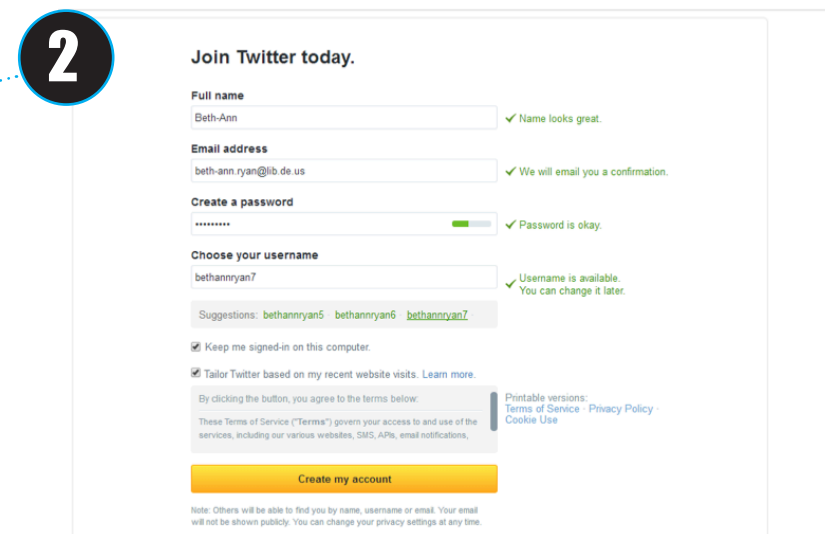 2
Join Twitter today.
Full name
Beth-Ann
Name looks great.
Email address
beth-ann.ryan@lib.de.us
We will email you a confirmation.
Create a password
•••••••••
Password is okay.
Choose your username
bethannryan7
Username is available.
You can change it later.
Suggestions: bethannryan5 · bethannryan6 · bethannryan7 ·
Keep me signed-in on this computer.
Tailor Twitter based on my recent website visits. Learn more.
By clicking the button, you agree to the terms below:
These Terms of Service ("Terms") govern your access to and use of the
services, including our various websites, SMS, APIs, email notifications,
Printable versions:
Terms of Service · Privacy Policy ·
Cookie Use
Create my account
Note: Others will be able to find you by name, username or email. Your email
will not be shown publicly. You can change your privacy settings at any time.